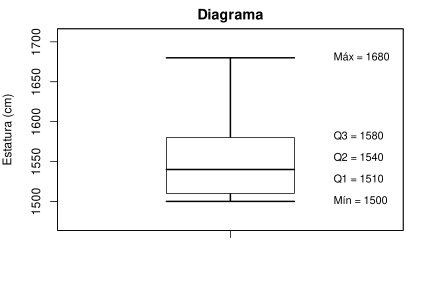 Diagrama
Estatura (cm)
1700
1650
1600
1550
1500
Máx = 1680
Q3 = 1580
Q2 = 1540
Q1 = 1510
Mín = 1500